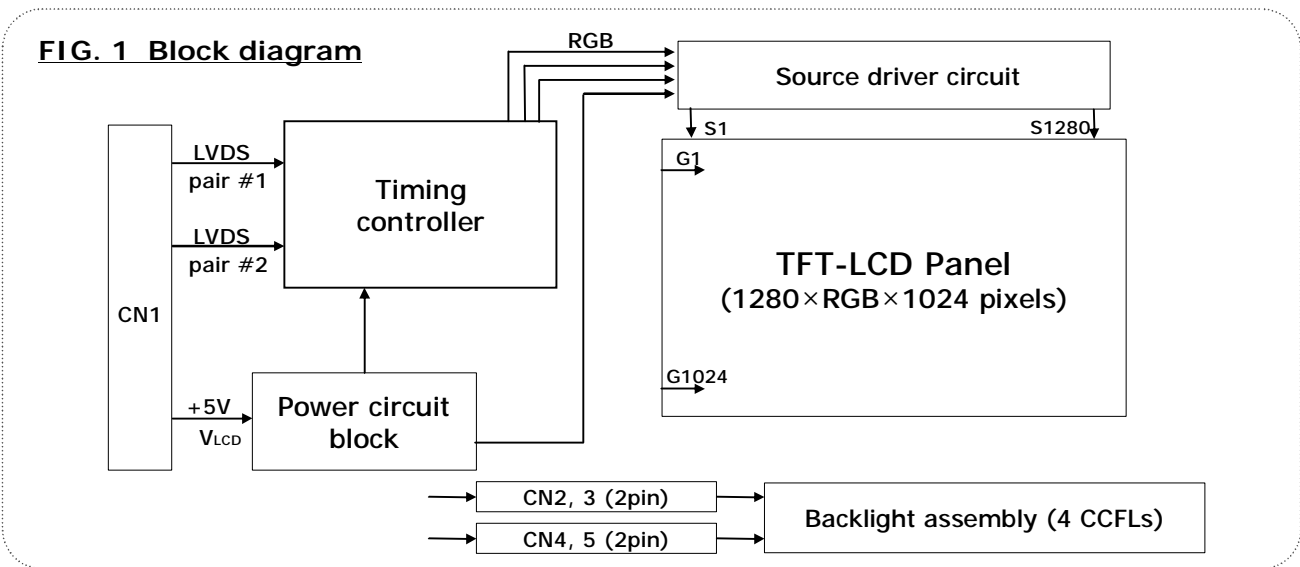 FIG. 1 Block diagram
RGB
Source driver circuit
S1
S1280
CN1
LVDS
pair #1
LVDS
pair #2
Timing
controller
G1
TFT-LCD Panel
(1280×RGB×1024 pixels)
G1024
+5V
VLCD
Power circuit
block
CN2, 3 (2pin)
CN4, 5 (2pin)
Backlight assembly (4 CCFLs)